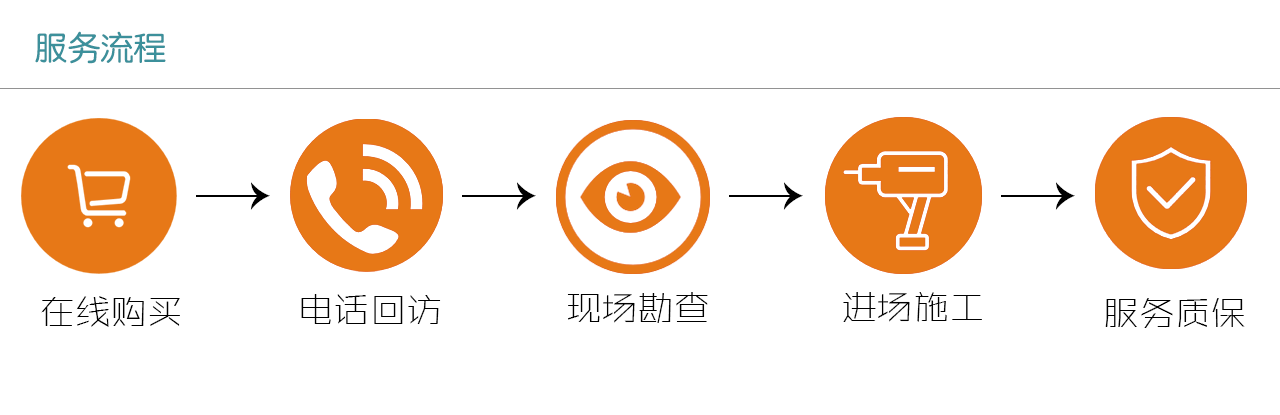 服务流程
在线购买
电话回访
现场勘查
进场施工
服务质保